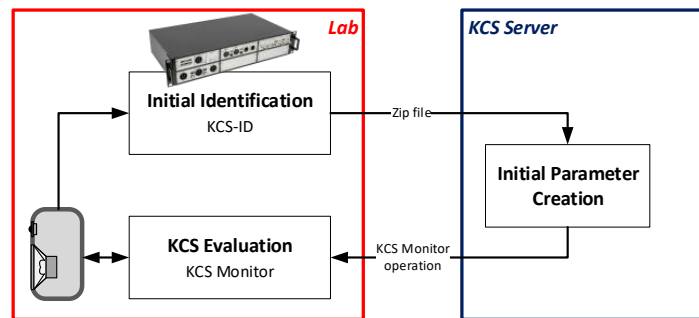 Lab
KCS Server
Initial Identification
KCS-ID
Zip file
Initial Parameter
Creation
KCS Evaluation
KCS Monitor
KCS Monitor
operation